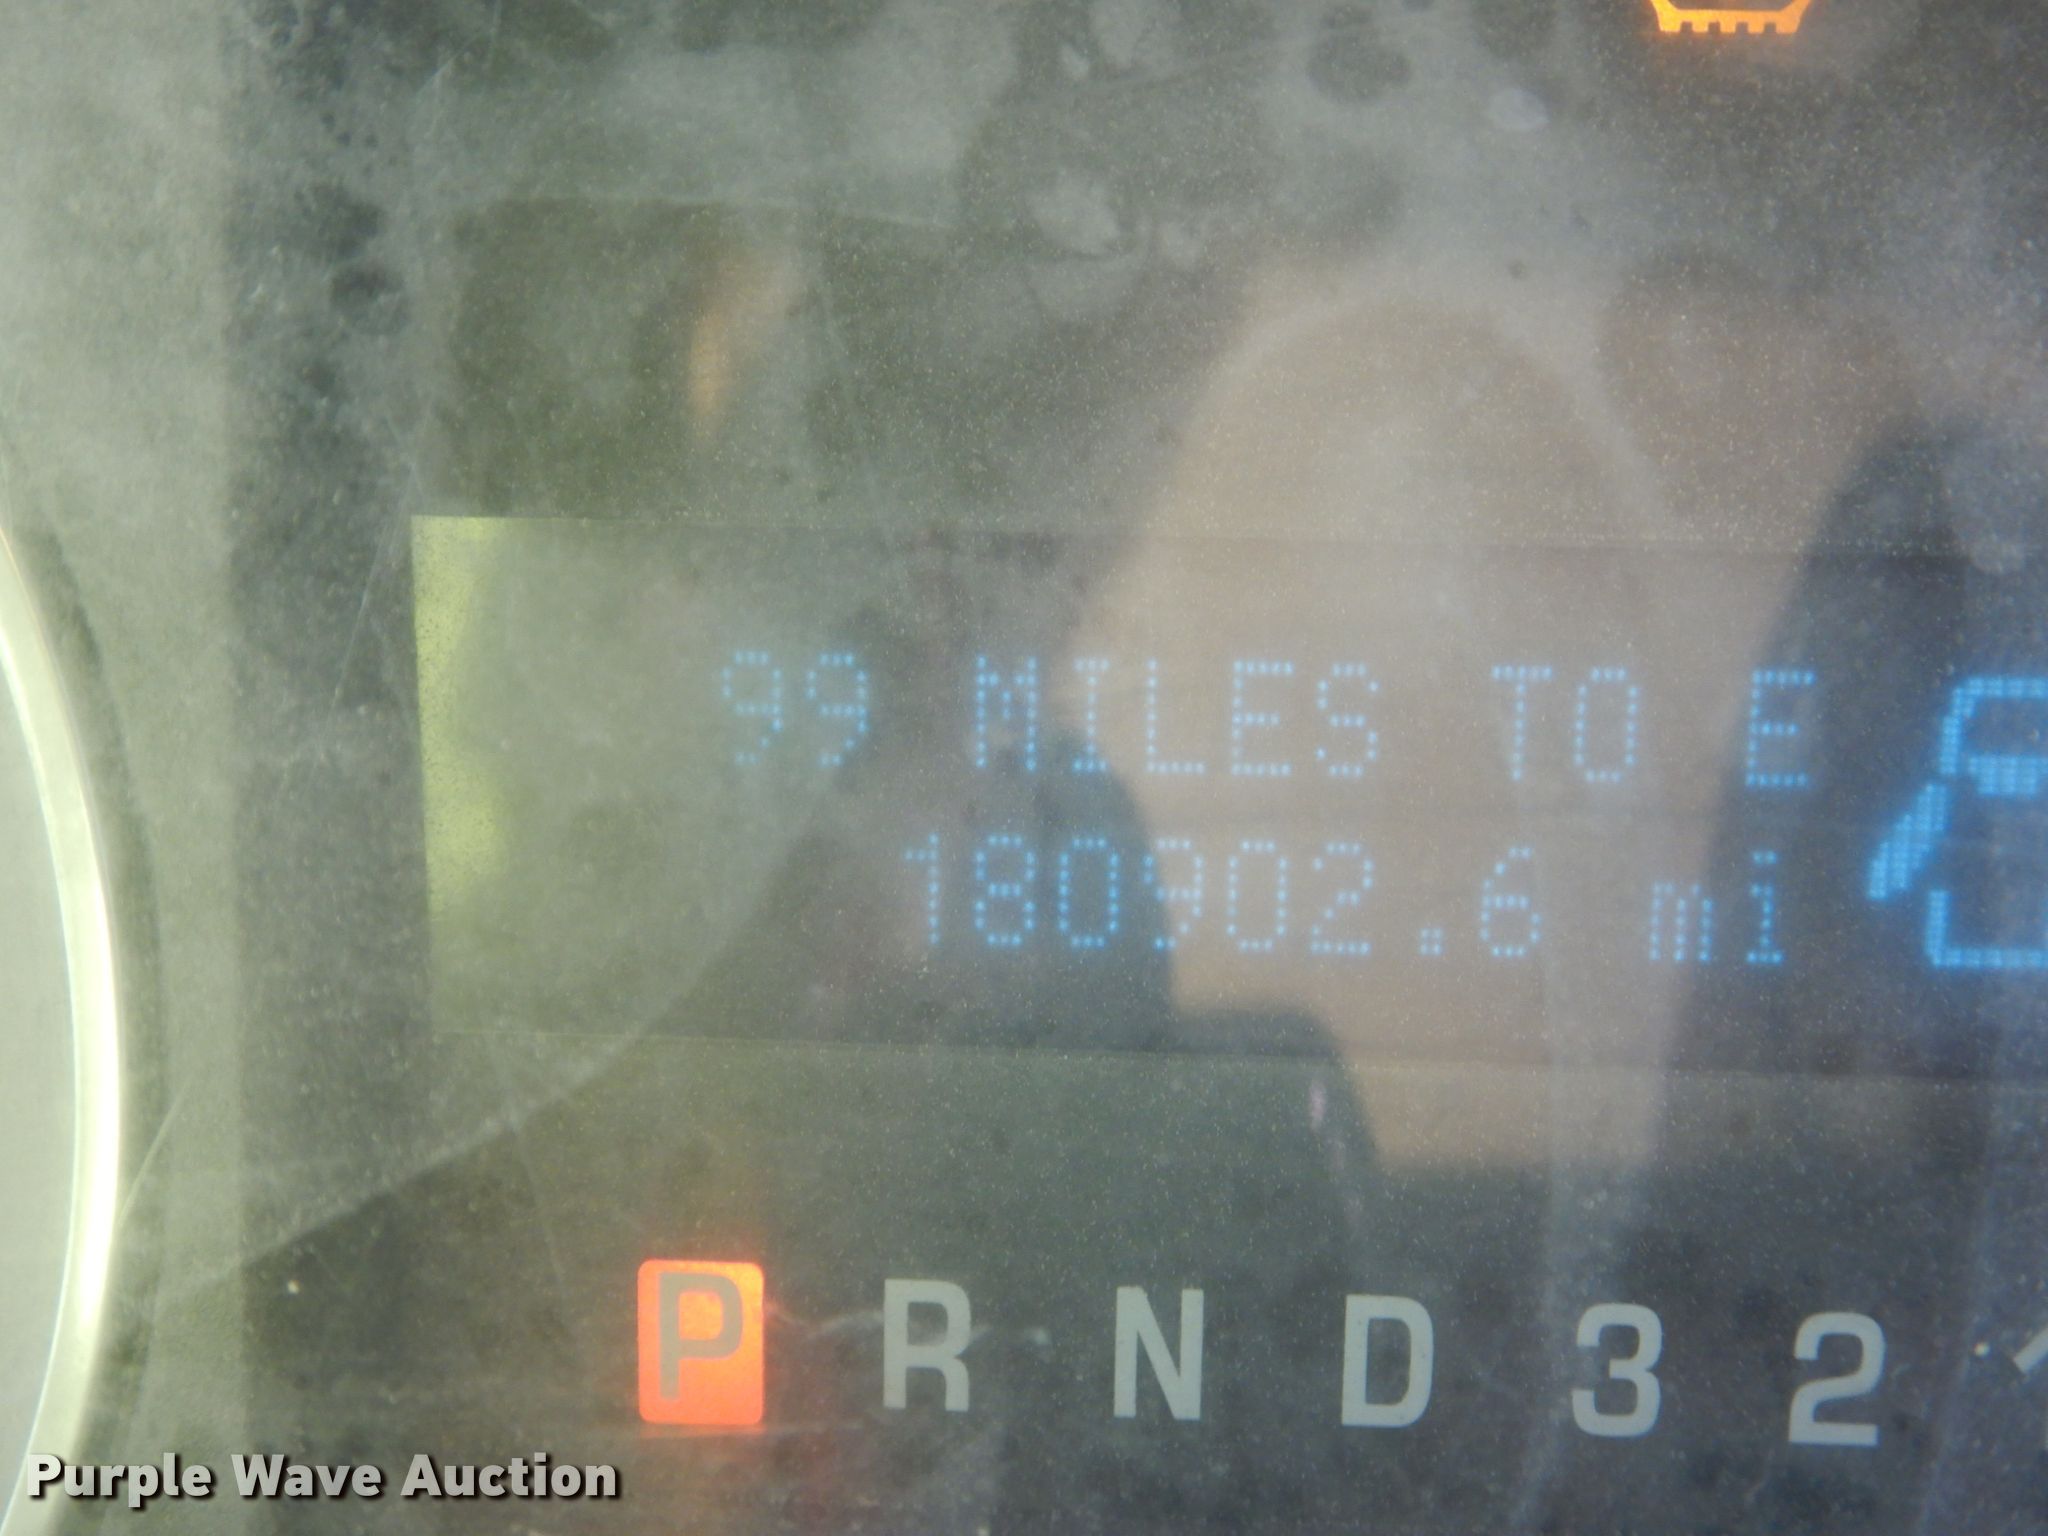 99 MILES TO E
180902.6 mi
P R N D 3 2
Purple Wave Auction